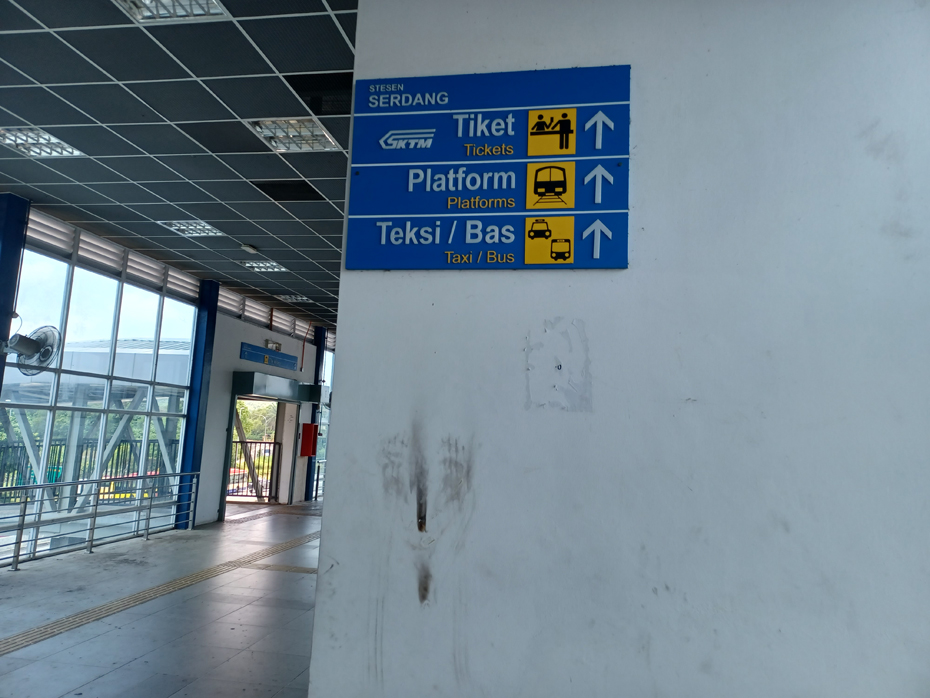 STESEN
SERDANG
KTM
Tiket
Tickets
Platform
Platforms
Teksi / Bas
Taxi / Bus